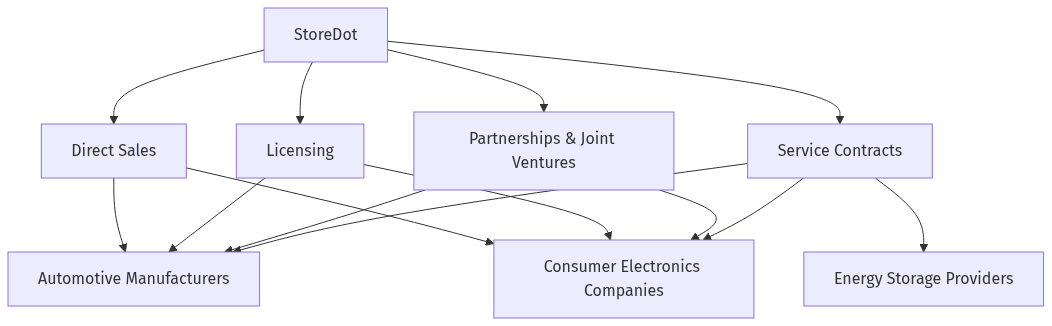 StoreDot
Direct Sales
Licensing
Partnerships & Joint
Ventures
Service Contracts
Automotive Manufacturers
Consumer Electronics
Companies
Energy Storage Providers